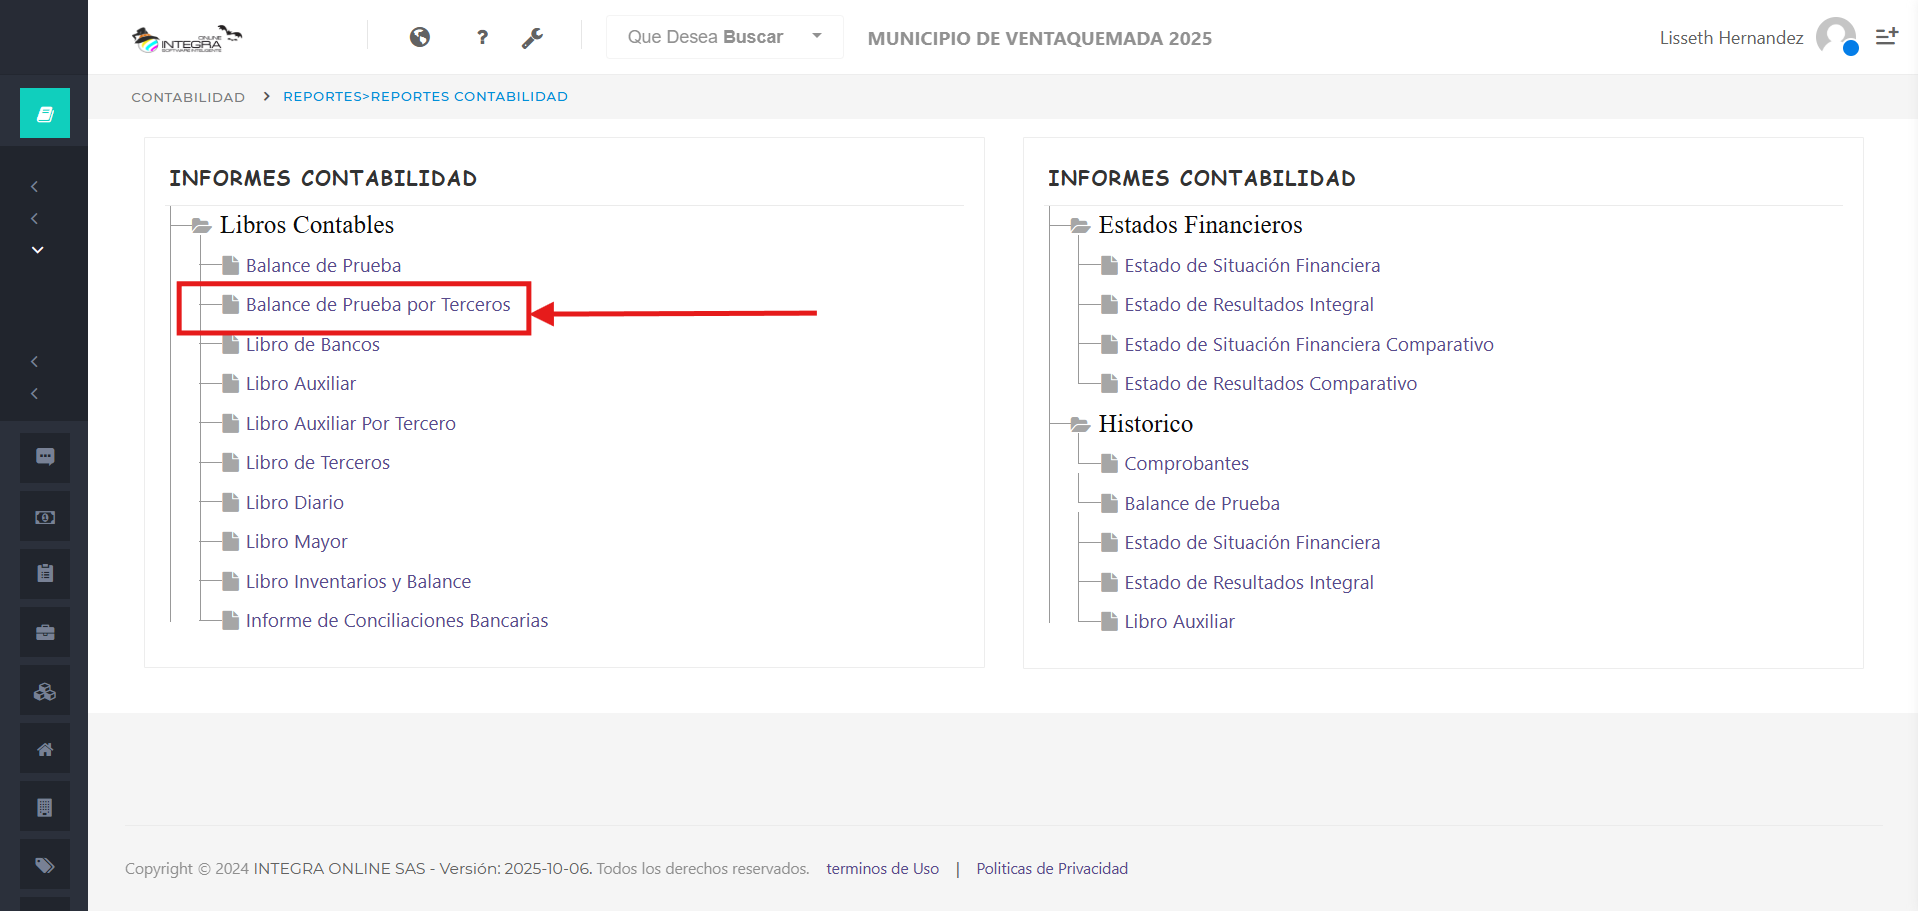 ONLINE
INTEGRA
SOFTWARE INTELIGENTE
?
Que Desea Buscar
MUNICIPIO DE VENTAQUEMADA 2025
Lisseth Hernandez
CONTABILIDAD > REPORTES>REPORTES CONTABILIDAD
INFORMES CONTABILIDAD
Libros Contables
Balance de Prueba
Balance de Prueba por Terceros
Libro de Bancos
Libro Auxiliar
Libro Auxiliar Por Tercero
Libro de Terceros
Libro Diario
Libro Mayor
Libro Inventarios y Balance
Informe de Conciliaciones Bancarias
INFORMES CONTABILIDAD
Estados Financieros
Estado de Situación Financiera
Estado de Resultados Integral
Estado de Situación Financiera Comparativo
Estado de Resultados Comparativo
Historico
Comprobantes
Balance de Prueba
Estado de Situación Financiera
Estado de Resultados Integral
Libro Auxiliar
Copyright © 2024 INTEGRA ONLINE SAS - Versión: 2025-10-06. Todos los derechos reservados. terminos de Uso | Politicas de Privacidad